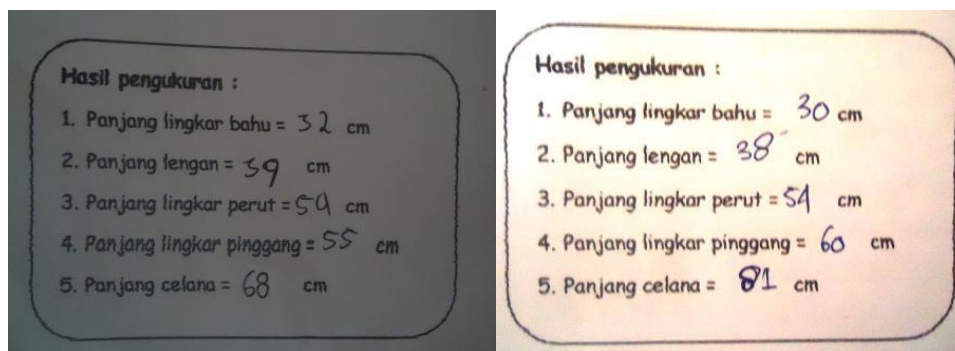 Hasil pengukuran :
1. Panjang lingkar bahu = 32 cm
2. Panjang lengan = 39 cm
3. Panjang lingkar perut = 54 cm
4. Panjang lingkar pinggang = 55 cm
5. Panjang celana = 68 cm
Hasil pengukuran :
1. Panjang lingkar bahu = 30 cm
2. Panjang lengan = 38 cm
3. Panjang lingkar perut = 54 cm
4. Panjang lingkar pinggang = 60 cm
5. Panjang celana = 81 cm